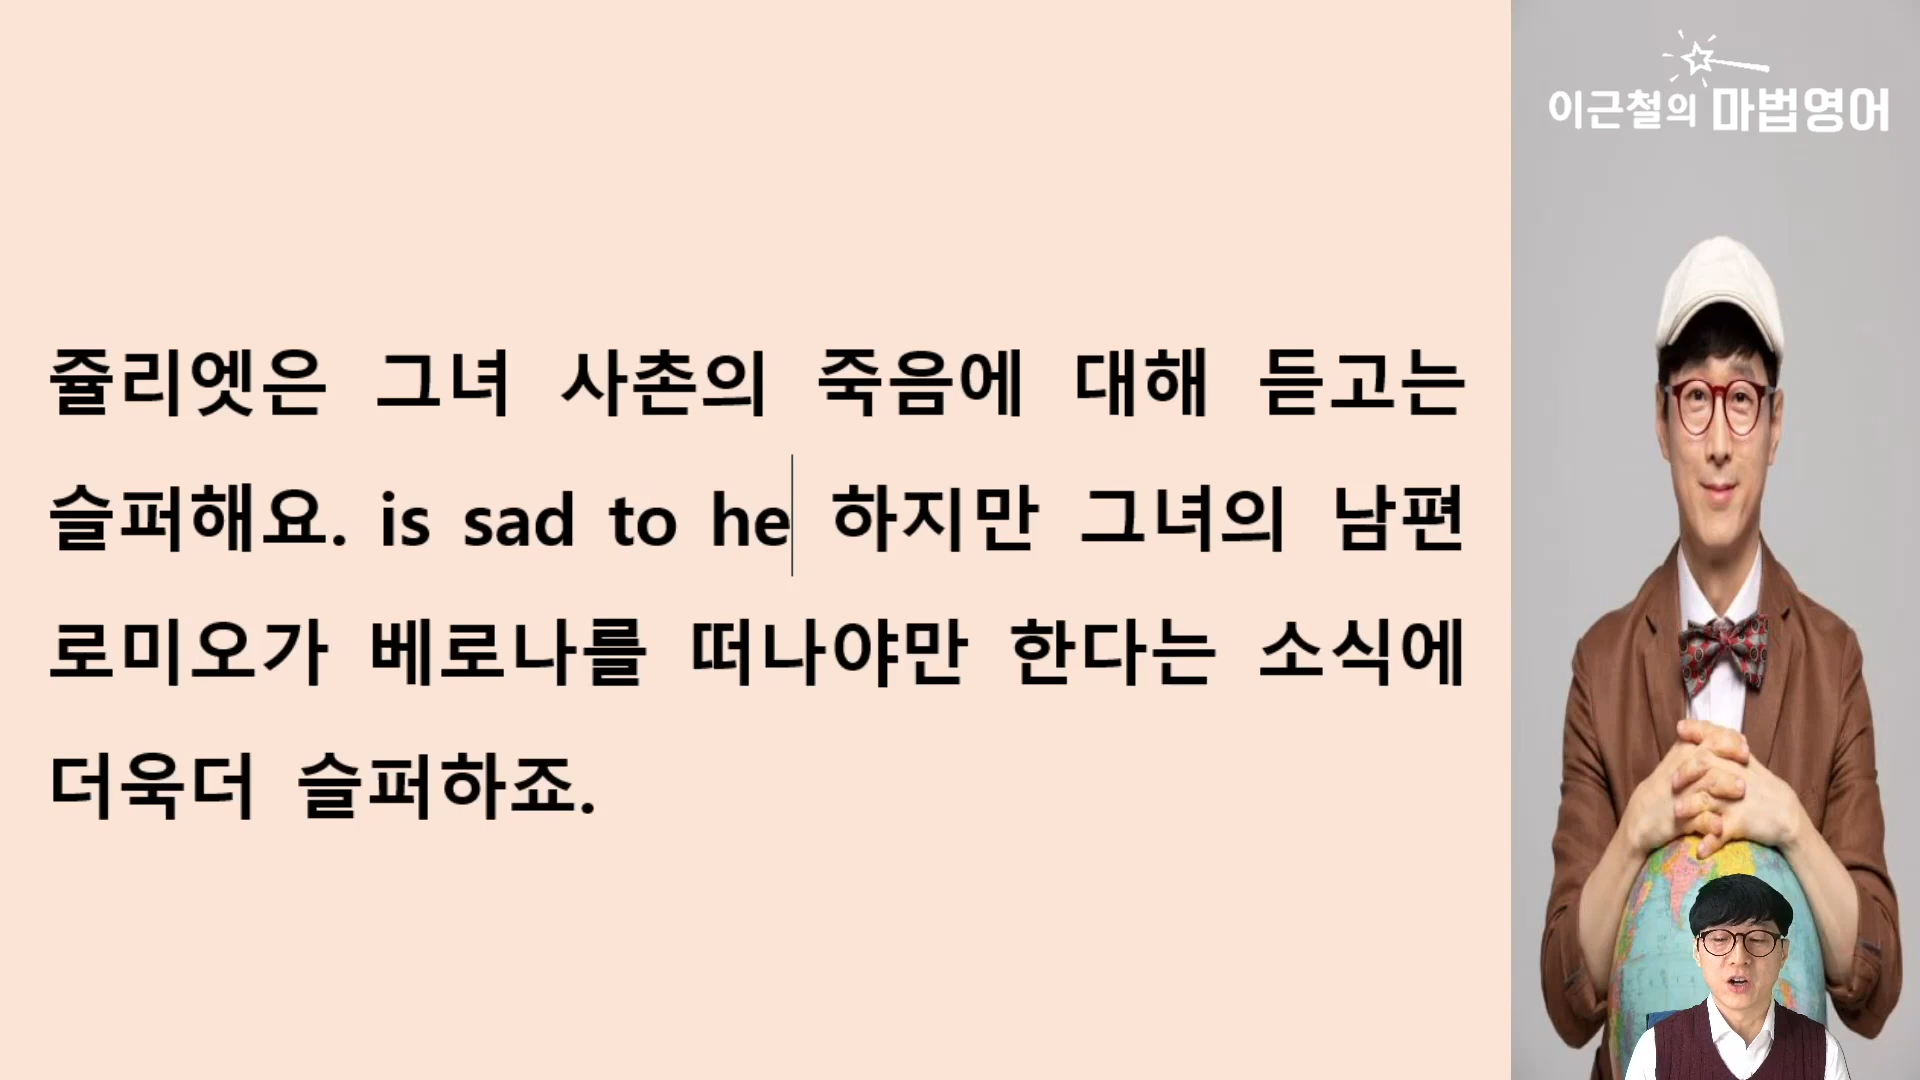 이근철의 마법영어
쥴리엣은 그녀 사촌의 죽음에 대해 듣고는
슬퍼해요. is sad to he 하지만 그녀의 남편
로미오가 베로나를 떠나야만 한다는 소식에
더욱더 슬퍼하죠.